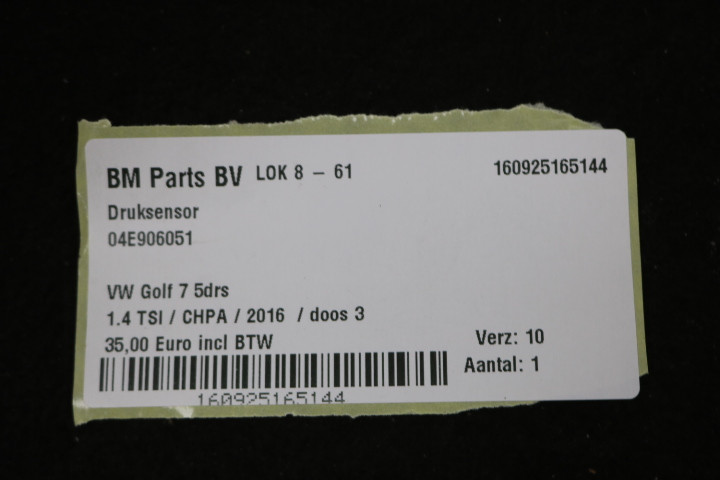 BM Parts BV LOK 8 - 61 160925165144
Druksensor
04E906051
VW Golf 7 5drs
1.4 TSI / CHPA / 2016 / doos 3
35,00 Euro incl BTW Verz: 10
Aantal: 1
160925165144